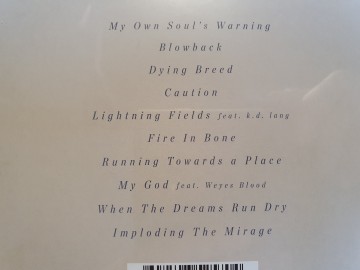 My Own Soul's Warning
Blowback
Dying Breed
Caution
Lightning Fields feat. k.d. lang
Fire In Bone
Running Towards a Place
My God feat. Weyes Blood
When The Dreams Run Dry
Imploding The Mirage